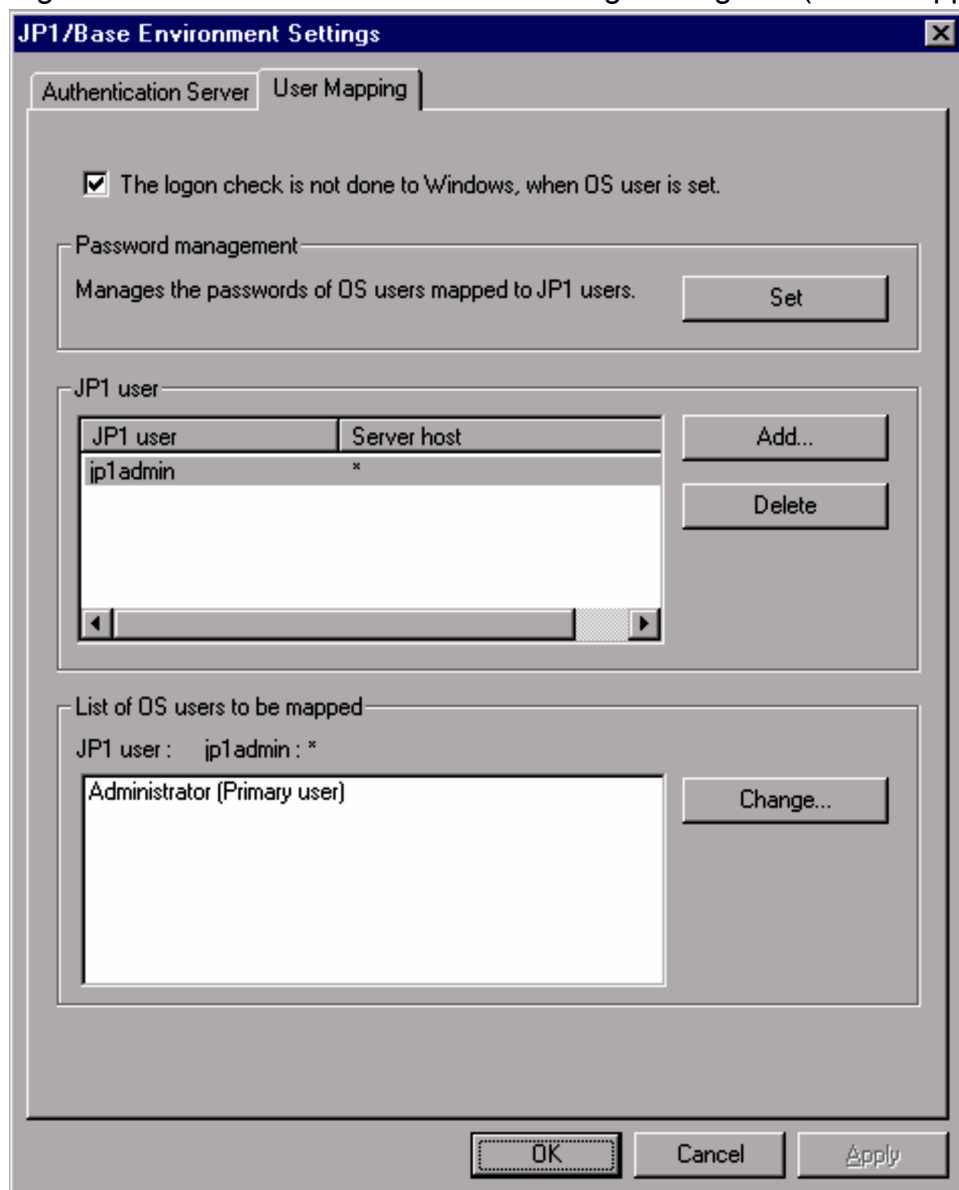 JP1/Base Environment Settings
Authentication Server User Mapping
The logon check is not done to Windows, when OS user is set.
Password management
Manages the passwords of OS users mapped to JP1 users.
Set
JP1 user
JP1 user Server host
jp1admin *
Add...
Delete
List of OS users to be mapped
JP1 user : jp1admin : *
Administrator (Primary user)
Change...
OK Cancel Apply